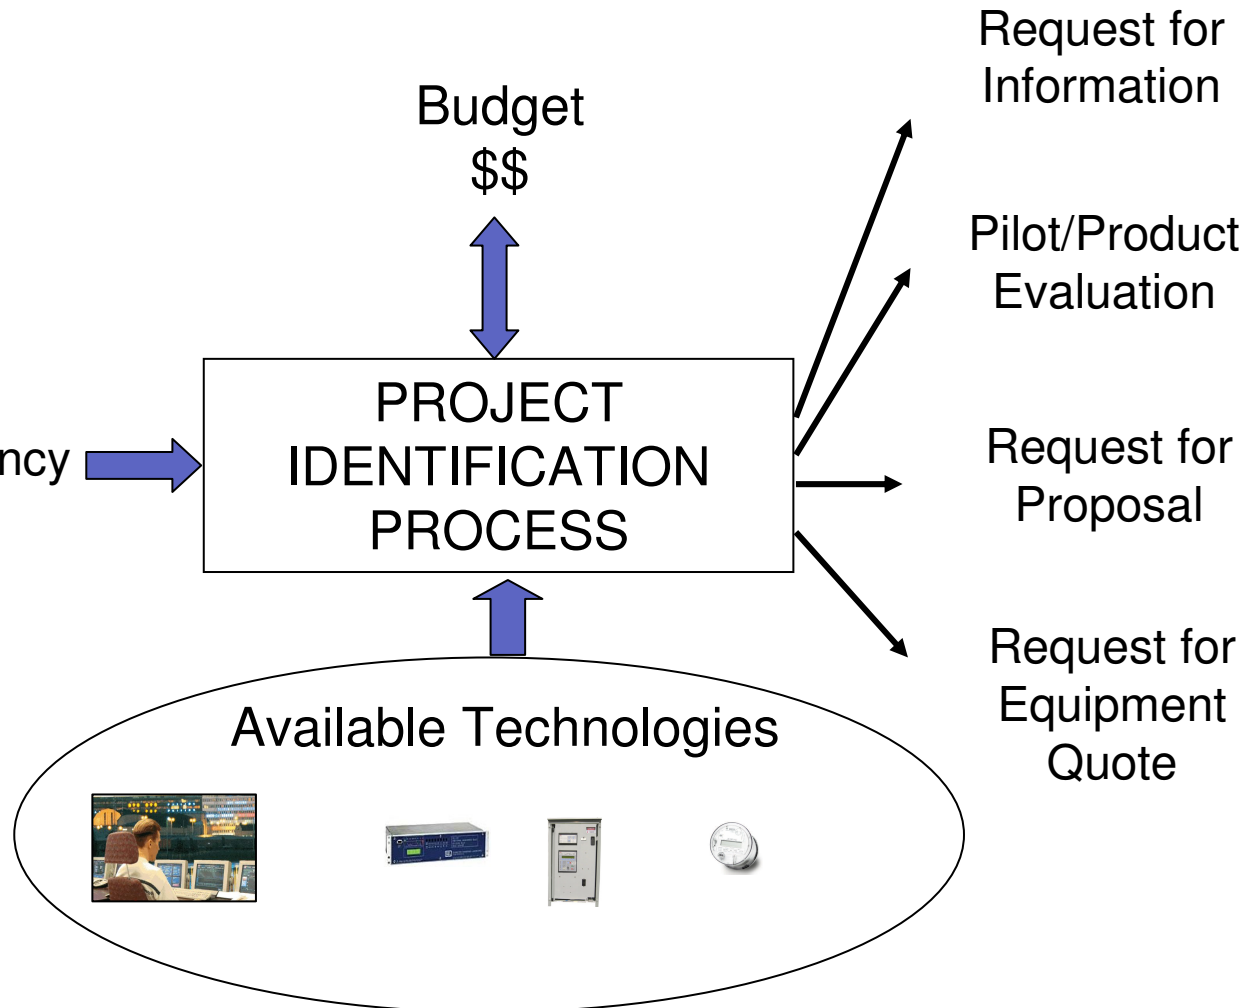 Request for
Information
Budget
$$
Pilot/Product
Evaluation
PROJECT
IDENTIFICATION
PROCESS
ncy
Request for
Proposal
Request for
Equipment
Quote
Available Technologies